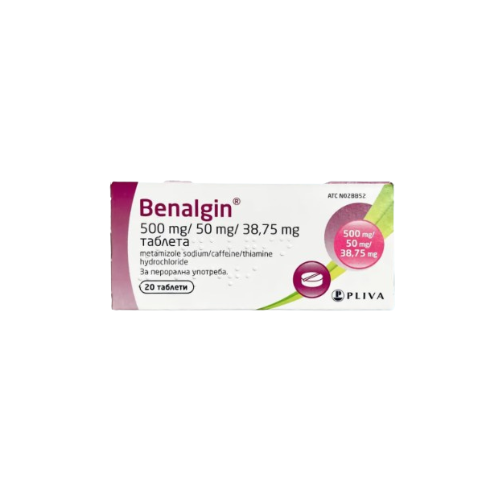 ATC N02BB52
Benalgin®
500 mg/ 50 mg/ 38,75 mg
таблета
metamizole sodium/caffeine/thiamine
hydrochloride
За перорална употреба.
20 таблети
500 mg/
50 mg/
38,75 mg
PLIVA